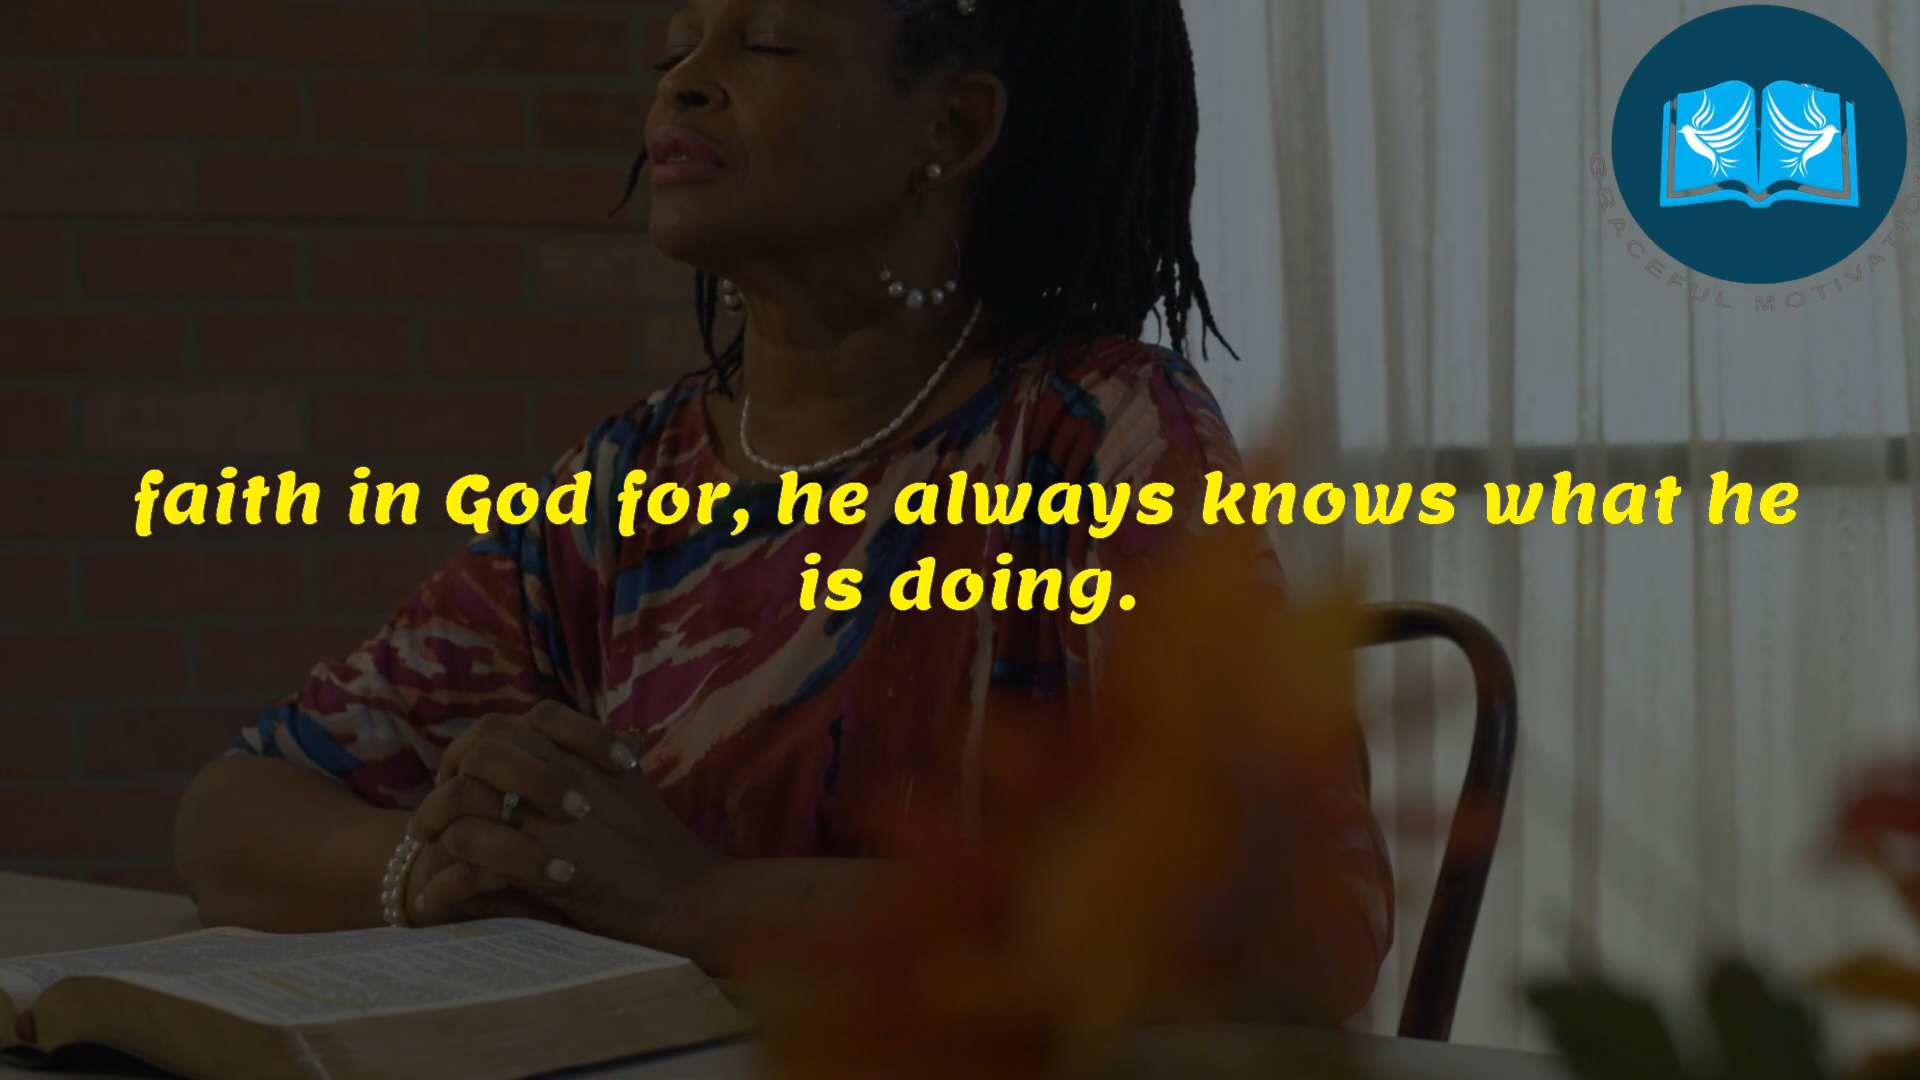 faith in God for, he always knows what he
is doing.
GRACEFUL MOTIVATION